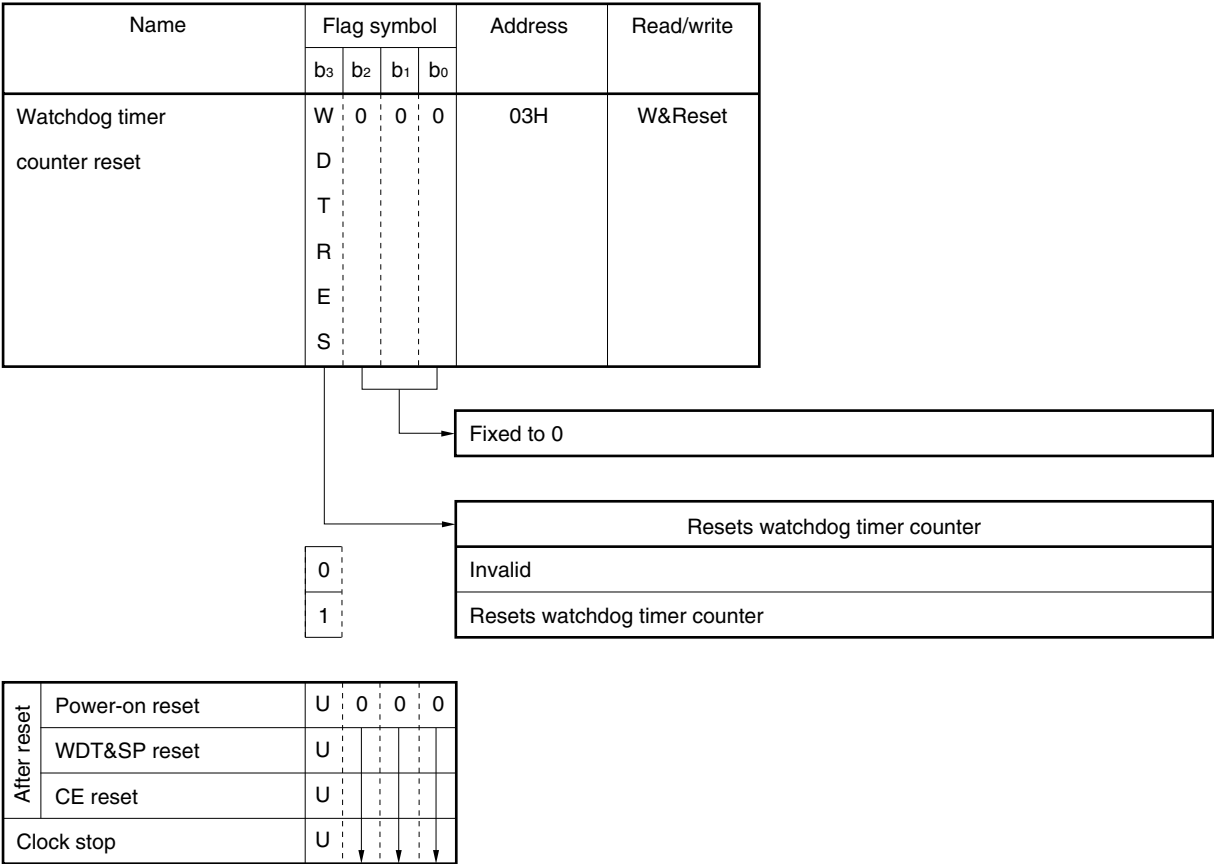 Name Flag symbol Address Read/write
b3 b2 b1 b0
Watchdog timer W 0 0 0 03H W&Reset
counter reset D
T
R
E
S
Fixed to 0
Resets watchdog timer counter
0 Invalid
1 Resets watchdog timer counter
After reset
Power-on reset U 0 0 0
WDT&SP reset U
CE reset U
Clock stop U